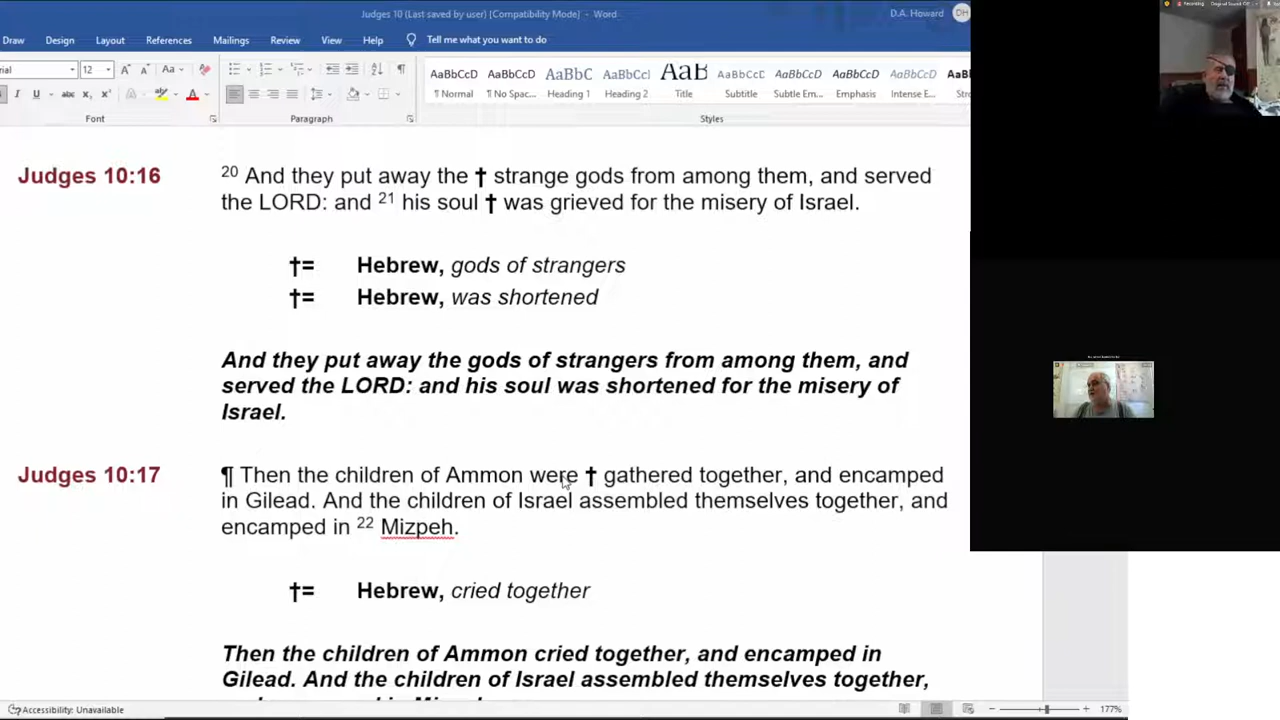 Judges 10 (Last saved by user) [Compatibility Mode] - Word
D.A. Howard DH
Draw Design Layout References Mailings Review View Help Tell me what you want to do
rial 12 A A Aa
I U abc x x A A
AaBbCcD AaBbCcD AaBbC AaBbCcI AaB AaBbCcD AaBbCcD AaBbCcD AaBbCcD AaB
¶ Normal ¶ No Spac... Heading 1 Heading 2 Title Subtitle Subtle Em... Emphasis Intense E...
Font Paragraph Styles
Judges 10:16 20 And they put away the † strange gods from among them, and served
the LORD: and 21 his soul † was grieved for the misery of Israel.
†= Hebrew, gods of strangers
†= Hebrew, was shortened
And they put away the gods of strangers from among them, and
served the LORD: and his soul was shortened for the misery of
Israel.
Judges 10:17 ¶ Then the children of Ammon were † gathered together, and encamped
in Gilead. And the children of Israel assembled themselves together, and
encamped in 22 Mizpeh.
†= Hebrew, cried together
Then the children of Ammon cried together, and encamped in
Gilead. And the children of Israel assembled themselves together,
Accessibility: Unavailable 177%